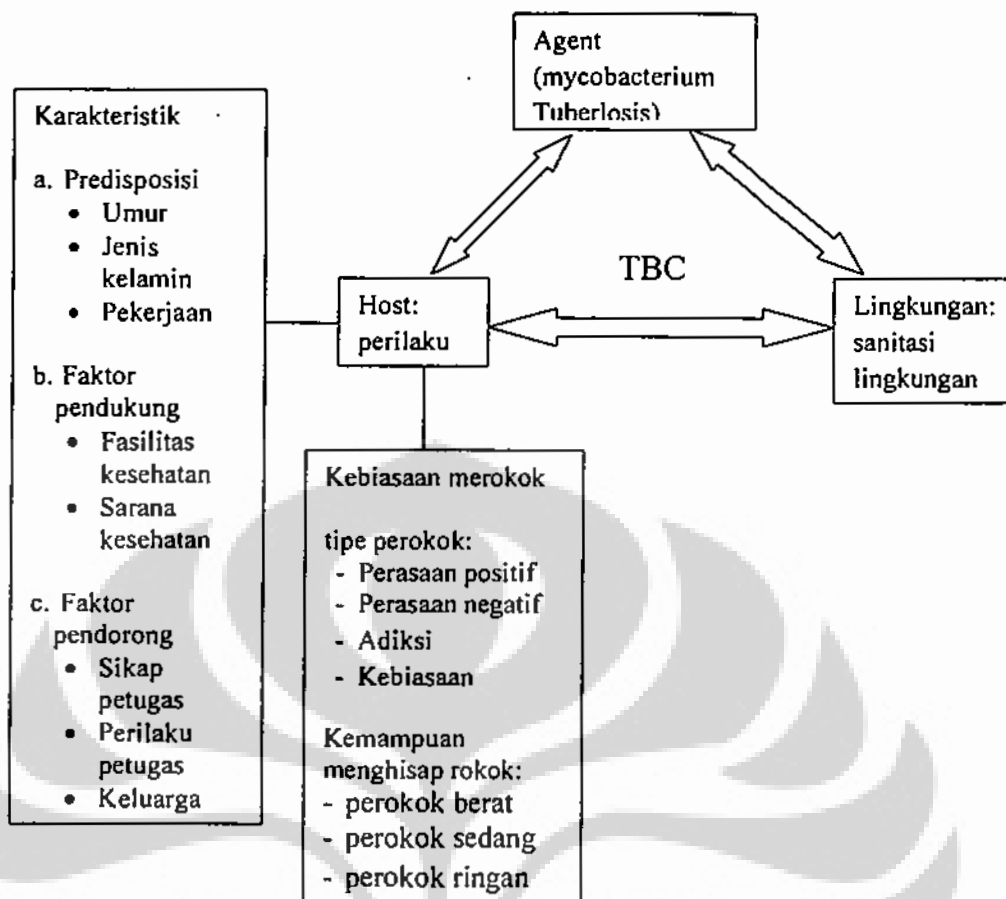 Agent
(mycobacterium
Tuberlosis)
Karakteristik
a. Predisposisi
• Umur
• Jenis
kelamin
• Pekerjaan
b. Faktor
pendukung
• Fasilitas
kesehatan
• Sarana
kesehatan
c. Faktor
pendorong
• Sikap
petugas
• Perilaku
petugas
• Keluarga
TBC
Host:
perilaku
Lingkungan:
sanitasi
lingkungan
Kebiasaan merokok
tipe perokok:
- Perasaan positif
- Perasaan negatif
- Adiksi
- Kebiasaan
Kemampuan
menghisap rokok:
- perokok berat
- perokok sedang
- perokok ringan